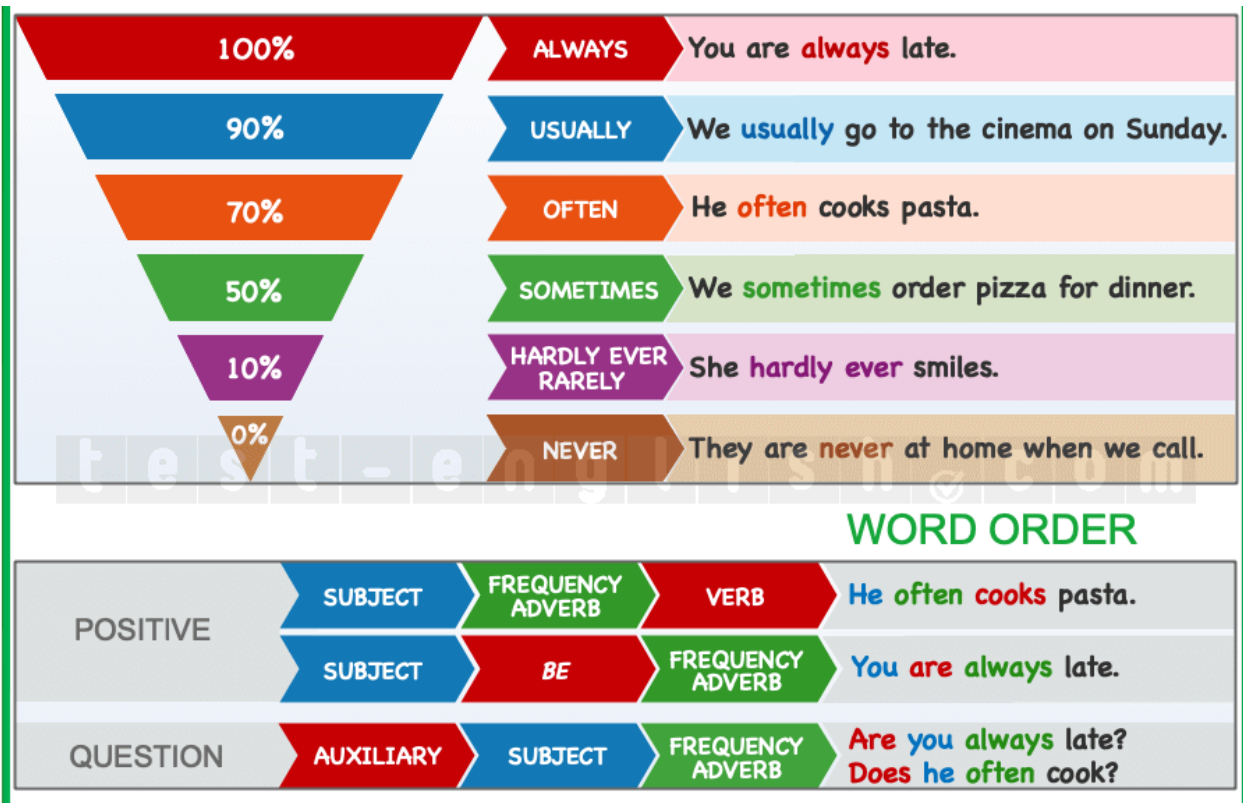 100% ALWAYS You are always late.
90% USUALLY We usually go to the cinema on Sunday.
70% OFTEN He often cooks pasta.
50% SOMETIMES We sometimes order pizza for dinner.
10% HARDLY EVER RARELY She hardly ever smiles.
0% NEVER They are never at home when we call.
test-english.com
WORD ORDER
POSITIVE
SUBJECT FREQUENCY ADVERB VERB He often cooks pasta.
SUBJECT BE FREQUENCY ADVERB You are always late.
QUESTION AUXILIARY SUBJECT FREQUENCY ADVERB Are you always late?
Does he often cook?